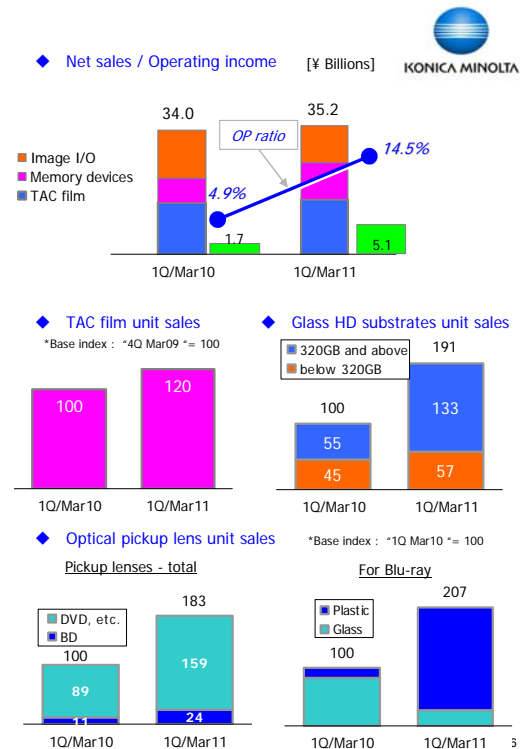 KONICA MINOLTA
◆ Net sales / Operating income [¥ Billions]
34.0
35.2
OP ratio
14.5%
Image I/O
Memory devices
TAC film
4.9%
1.7
5.1
1Q/Mar10
1Q/Mar11
◆ TAC film unit sales
*Base index : "4Q Mar09 "= 100
100
120
1Q/Mar10
1Q/Mar11
◆ Glass HD substrates unit sales
320GB and above
below 320GB
191
100
133
55
45
57
1Q/Mar10
1Q/Mar11
◆ Optical pickup lens unit sales
*Base index : "1Q Mar10 "= 100
Pickup lenses - total
DVD, etc.
BD
183
100
159
89
11
24
1Q/Mar10
1Q/Mar11
For Blu-ray
207
Plastic
Glass
100
1Q/Mar10
1Q/Mar11